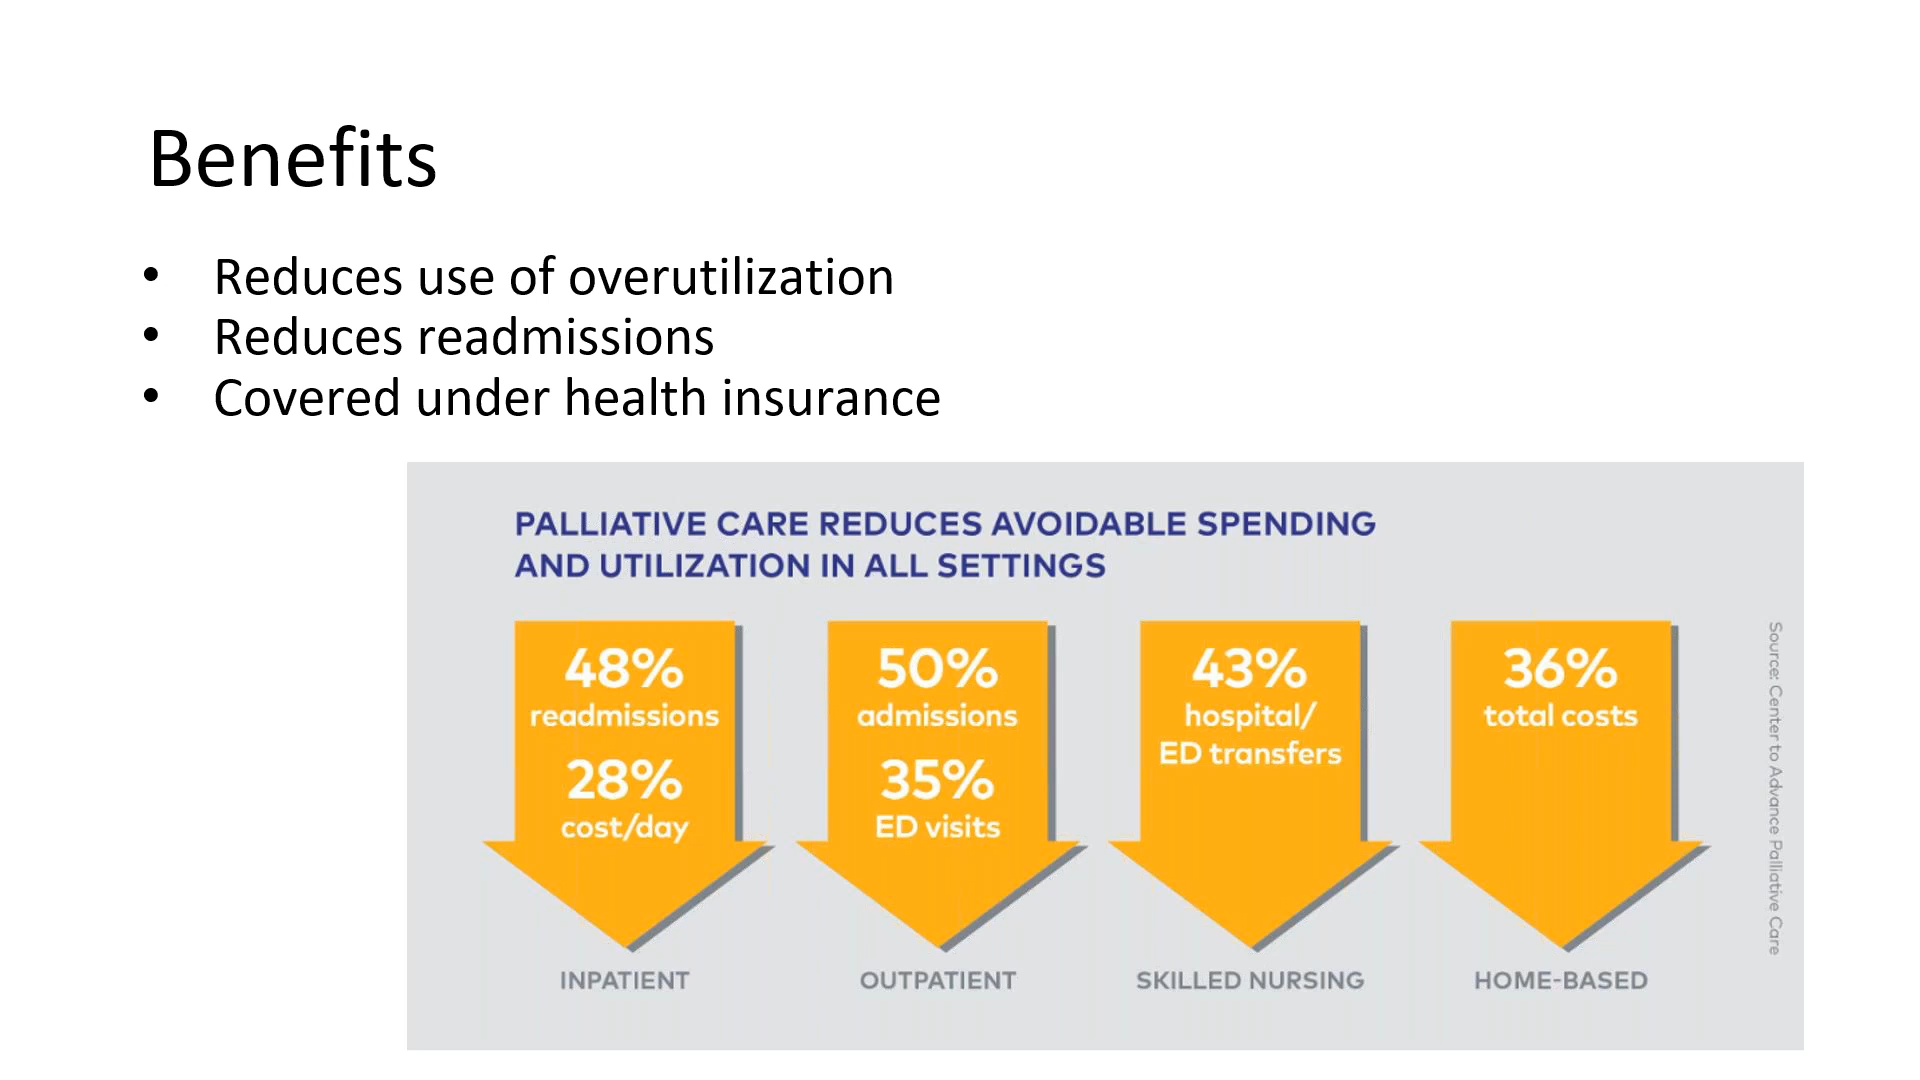 Benefits
• Reduces use of overutilization
• Reduces readmissions
• Covered under health insurance
PALLIATIVE CARE REDUCES AVOIDABLE SPENDING
AND UTILIZATION IN ALL SETTINGS
48%
readmissions
28%
cost/day
INPATIENT
50%
admissions
35%
ED visits
OUTPATIENT
43%
hospital/
ED transfers
SKILLED NURSING
36%
total costs
HOME-BASED
Source: Center to Advance Palliative Care